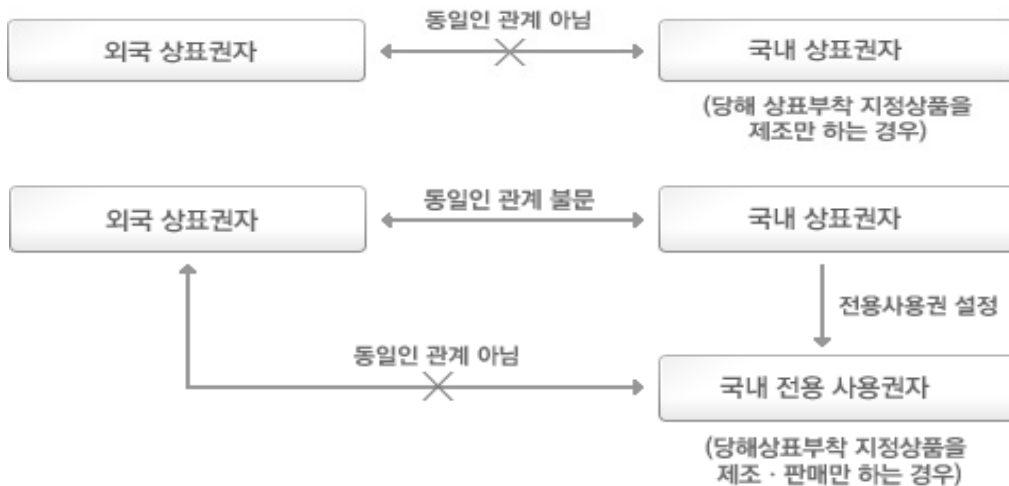 동일인 관계 아님
외국 상표권자
국내 상표권자
(당해 상표부착 지정상품을
제조만 하는 경우)
동일인 관계 불문
외국 상표권자
국내 상표권자
전용사용권 설정
동일인 관계 아님
국내 전용 사용권자
(당해상표부착 지정상품을
제조 · 판매만 하는 경우)